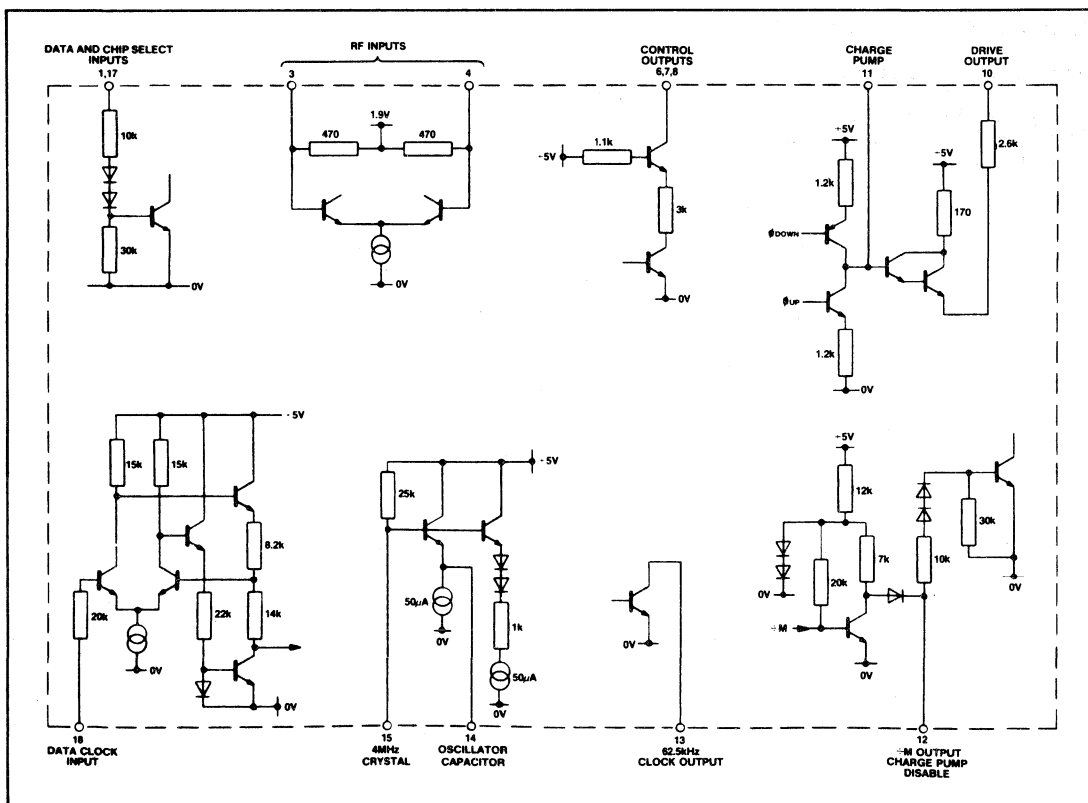 DATA AND CHIP SELECT
INPUTS
1,17
RF INPUTS
3
4
CONTROL
OUTPUTS
6,7,8
CHARGE
PUMP
11
DRIVE
OUTPUT
10
10k
30k
0V
1.9V
470
470
0V
÷5V
1.1k
3k
0V
÷5V
1.2k
ϕDOWN
ϕUP
1.2k
0V
÷5V
170
2.6k
- 5V
15k
15k
8.2k
20k
22k
14k
0V
0V
18
DATA CLOCK
INPUT
- 5V
25k
50µA
0V
1k
50µA
0V
15
4MHz
CRYSTAL
14
OSCILLATOR
CAPACITOR
0V
13
62.5kHz
CLOCK OUTPUT
÷5V
12k
0V
20k
7k
÷M
0V
10k
30k
0V
12
÷M OUTPUT
CHARGE PUMP
DISABLE